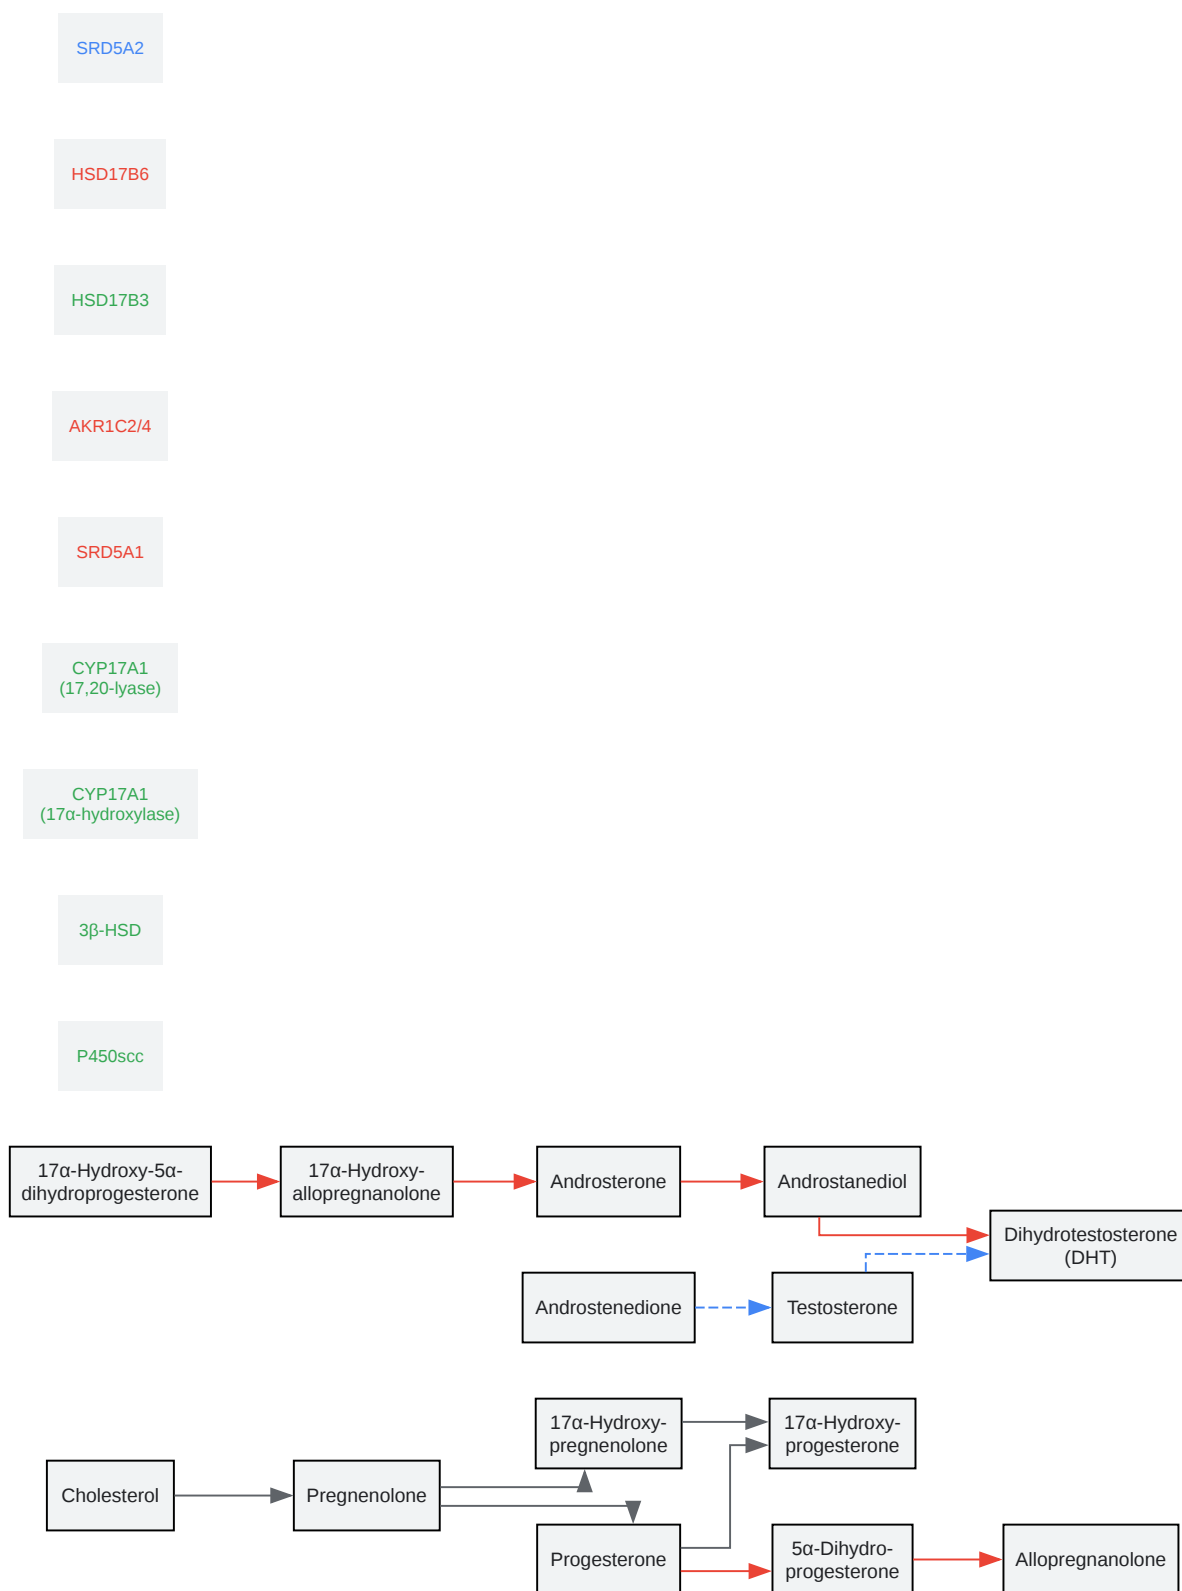 SRD5A2
HSD17B6
HSD17B3
AKR1C2/4
SRD5A1
CYP17A1
(17,20-lyase)
CYP17A1
(17α-hydroxylase)
3β-HSD
P450scc
17α-Hydroxy-5α-
dihydroprogesterone
17α-Hydroxy-
allopregnanolone
Androsterone
Androstanediol
Dihydrotestosterone
(DHT)
Androstenedione
Testosterone
17α-Hydroxy-
pregnenolone
17α-Hydroxy-
progesterone
Cholesterol
Pregnenolone
Progesterone
5α-Dihydro-
progesterone
Allopregnanolone